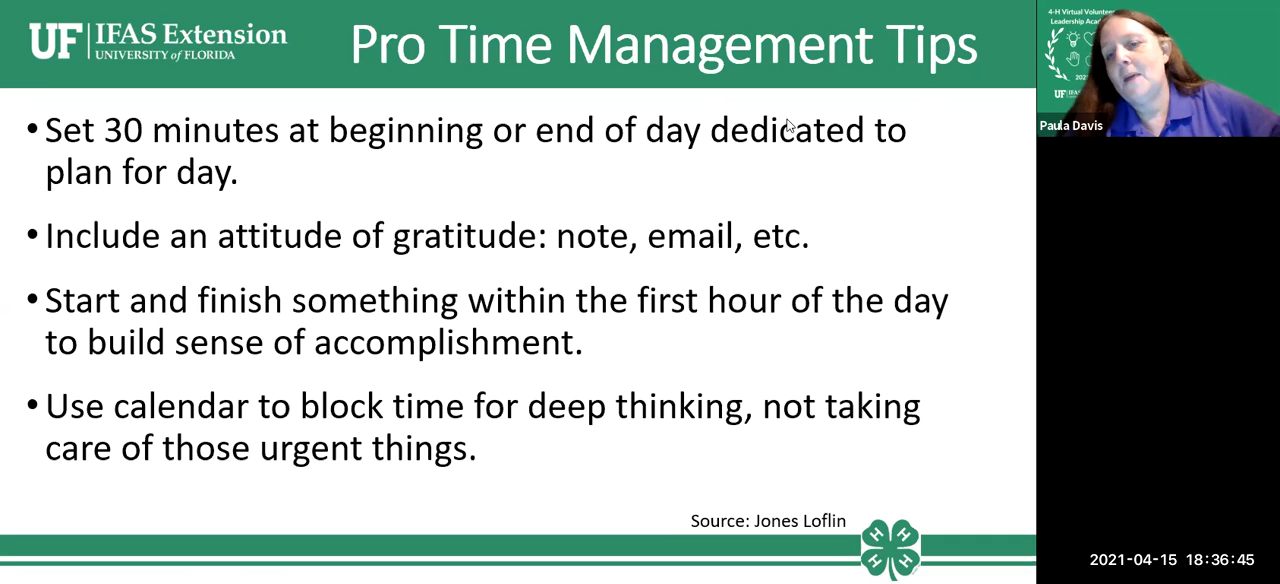 UF | IFAS Extension
UNIVERSITY of FLORIDA
Pro Time Management Tips
• Set 30 minutes at beginning or end of day dedicated to
plan for day.
• Include an attitude of gratitude: note, email, etc.
• Start and finish something within the first hour of the day
to build sense of accomplishment.
• Use calendar to block time for deep thinking, not taking
care of those urgent things.
Source: Jones Loflin
H H
H H
4-H Virtual Volunteer
Leadership
UF
Paula Davis
2021-04-15 18:36:45